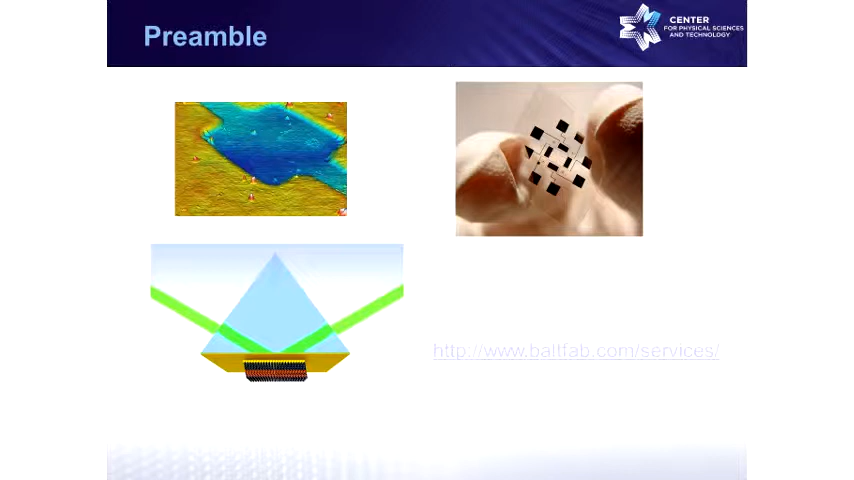 Preamble
CENTER
FOR PHYSICAL SCIENCES
AND TECHNOLOGY
http://www.baltfab.com/services/